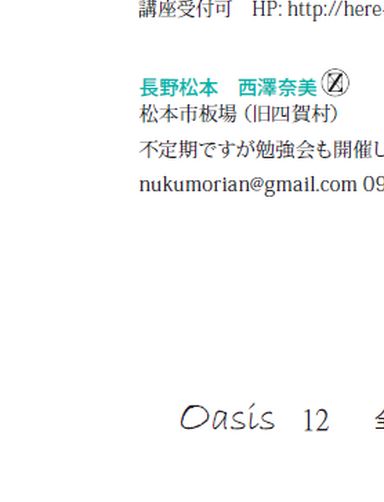 講座受付可　HP: http://here-
長野松本　西澤奈美
松本市板場（旧四賀村）
不定期ですが勉強会も開催し
nukumorian@gmail.com 09
Oasis 12